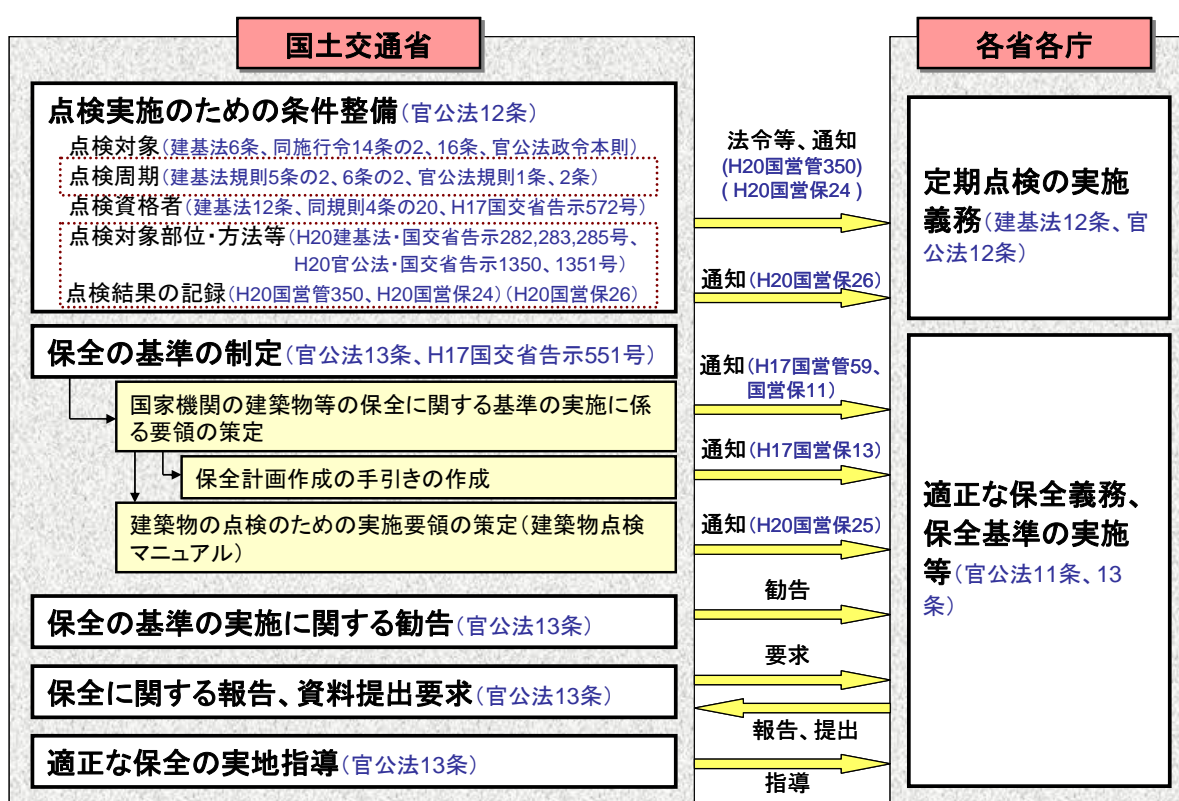 国土交通省
点検実施のための条件整備(官公法12条)
点検対象(建基法6条、同施行令14条の2、16条、官公法政令本則)
点検周期(建基法規則5条の2、6条の2、官公法規則1条、2条)
点検資格者(建基法12条、同規則4条の20、H17国交省告示572号)
点検対象部位・方法等(H20建基法・国交省告示282,283,285号、
H20官公法・国交省告示1350、1351号)
点検結果の記録(H20国営管350、H20国営保24)(H20国営保26)
保全の基準の制定(官公法13条、H17国交省告示551号)
国家機関の建築物等の保全に関する基準の実施に係
る要領の策定
保全計画作成の手引きの作成
建築物の点検のための実施要領の策定(建築物点検
マニュアル)
保全の基準の実施に関する勧告(官公法13条)
保全に関する報告、資料提出要求(官公法13条)
適正な保全の実地指導(官公法13条)
法令等、通知
(H20国営管350)
( H20国営保24 )
通知(H20国営保26)
通知(H17国営管59、
国営保11)
通知(H17国営保13)
通知(H20国営保25)
勧告
要求
報告、提出
指導
各省各庁
定期点検の実施
義務(建基法12条、官
公法12条)
適正な保全義務、
保全基準の実施
等(官公法11条、13
条)